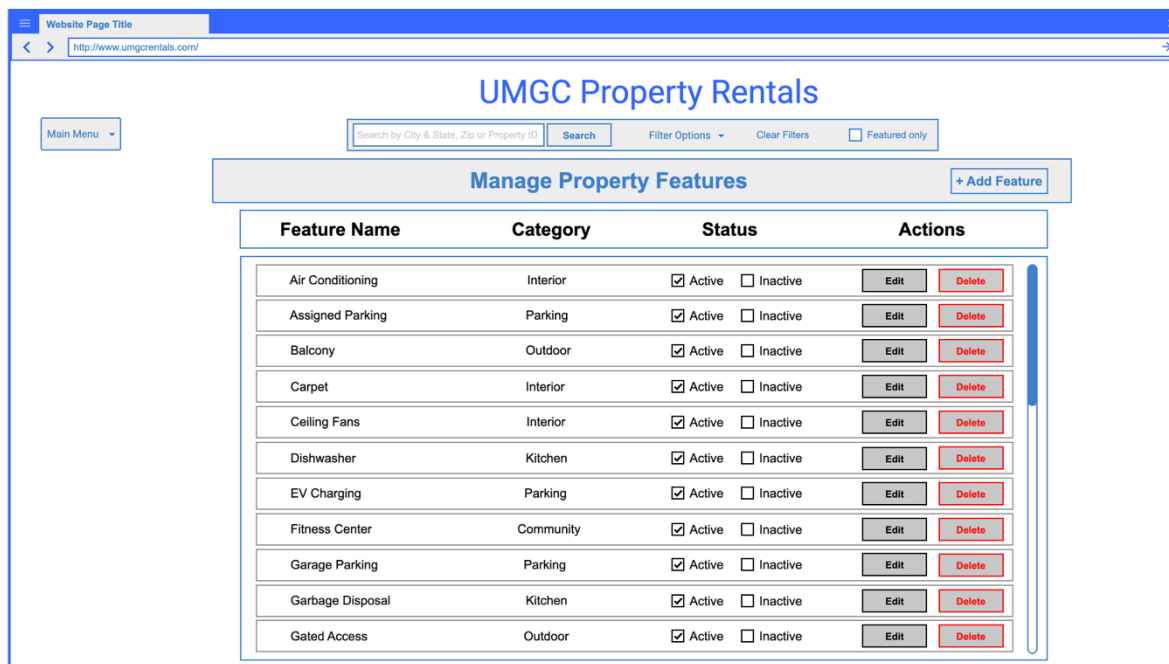 Website Page Title
http://www.umgcrentals.com/
UMGC Property Rentals
Main Menu
Search by City & State, Zip or Property ID Search Filter Options Clear Filters Featured only
Manage Property Features + Add Feature
Feature Name Category Status Actions
Air Conditioning Interior Active Inactive Edit Delete
Assigned Parking Parking Active Inactive Edit Delete
Balcony Outdoor Active Inactive Edit Delete
Carpet Interior Active Inactive Edit Delete
Ceiling Fans Interior Active Inactive Edit Delete
Dishwasher Kitchen Active Inactive Edit Delete
EV Charging Parking Active Inactive Edit Delete
Fitness Center Community Active Inactive Edit Delete
Garage Parking Parking Active Inactive Edit Delete
Garbage Disposal Kitchen Active Inactive Edit Delete
Gated Access Outdoor Active Inactive Edit Delete